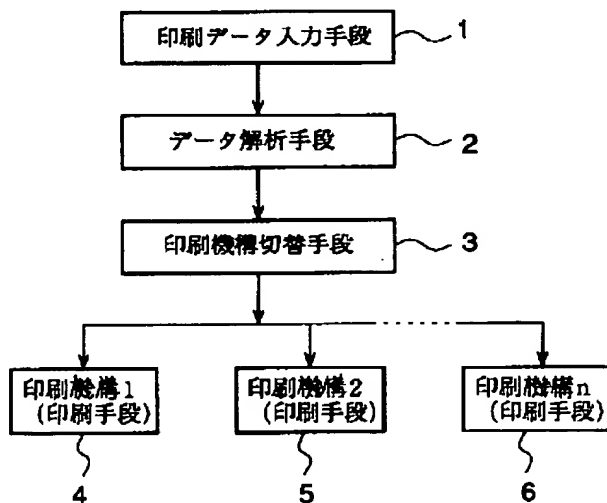 印刷データ入力手段 1
データ解析手段 2
印刷機構切替手段 3
印刷機構1 印刷機構2 印刷機構n
(印刷手段) (印刷手段) (印刷手段)
4 5 6